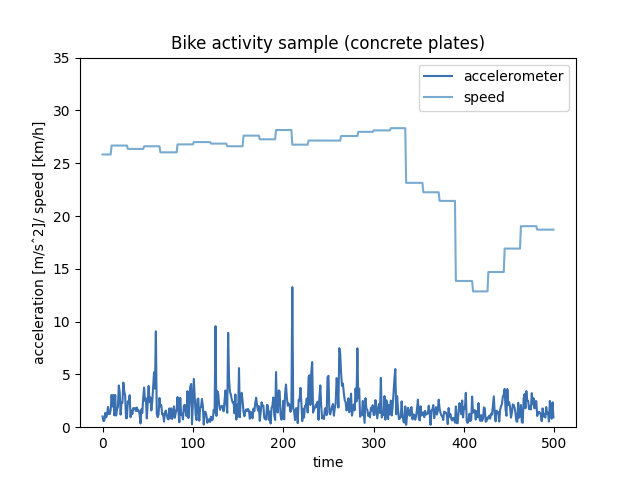 Bike activity sample (concrete plates)
accelerometer
speed
acceleration [m/sˆ2]/ speed [km/h]
35
30
25
20
15
10
5
0
0 100 200 300 400 500
time